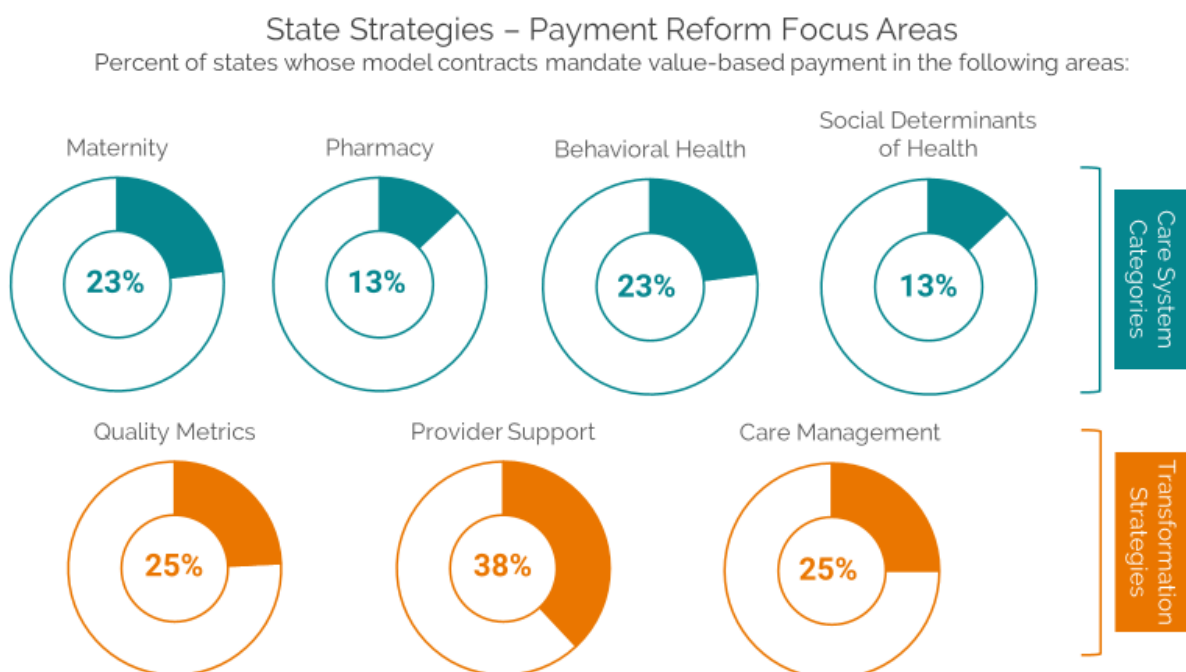 State Strategies – Payment Reform Focus Areas
Percent of states whose model contracts mandate value-based payment in the following areas:
Maternity
Pharmacy
Behavioral Health
Social Determinants
of Health
23%
13%
23%
13%
Care System
Categories
Quality Metrics
Provider Support
Care Management
25%
38%
25%
Transformation
Strategies